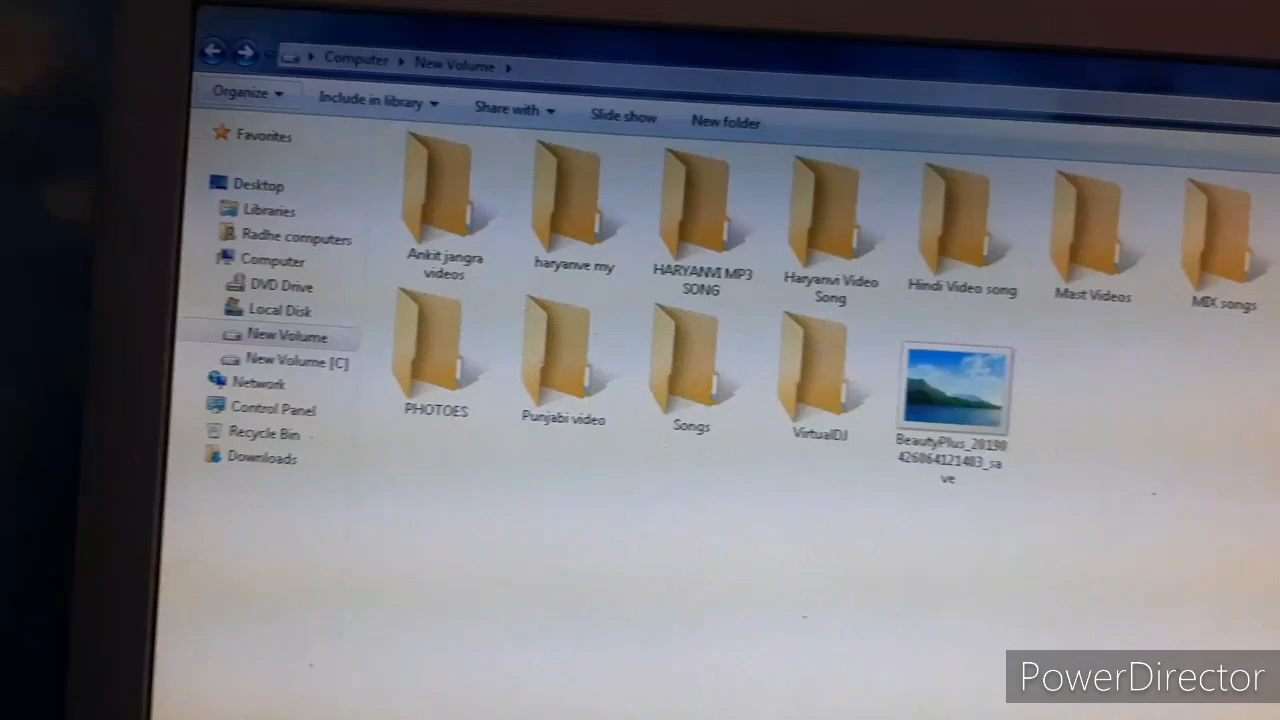 Computer
New Volume
Organize
Include in library
Share with
Slide show
New folder
Favorites
Desktop
Libraries
Radhe computers
Computer
DVD Drive
Local Disk
New Volume
New Volume [C]
Network
Control Panel
Recycle Bin
Downloads
Ankit jangra
videos
haryanve my
HARYANVI MP3
SONG
Haryanvi Video
Song
Hindi Video song
Mast Videos
MIX songs
PHOTOES
Punjabi video
Songs
VirtualDJ
BeautyPlus_20190
426064121403_sa
ve
PowerDirector